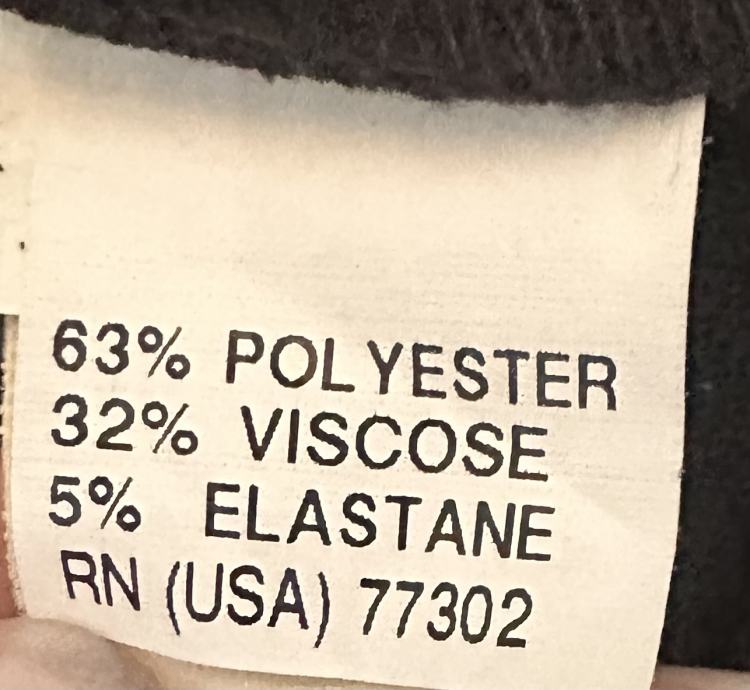 63% POLYESTER
32% VISCOSE
5% ELASTANE
RN (USA) 77302